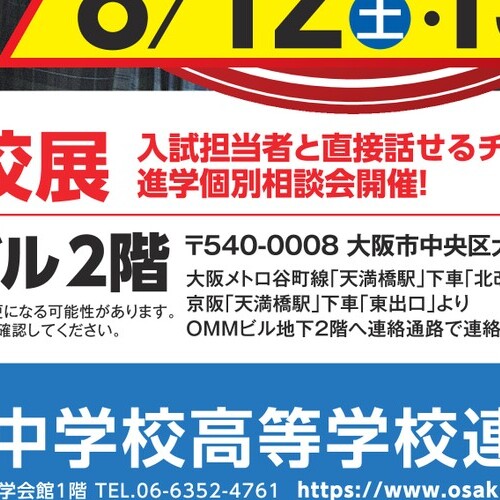 /12土・1
校展
入試担当者と直接話せるチ
進学個別相談会開催!
ビル2階
〒540-0008 大阪市中央区大
大阪メトロ谷町線「天満橋駅」下車「北改
京阪「天満橋駅」下車「東出口」より
OMMビル地下2階へ連絡通路で連絡
更になる可能性があります。
確認してください。
中学校高等学校連
学会館1階 TEL.06-6352-4761 https://www.osak